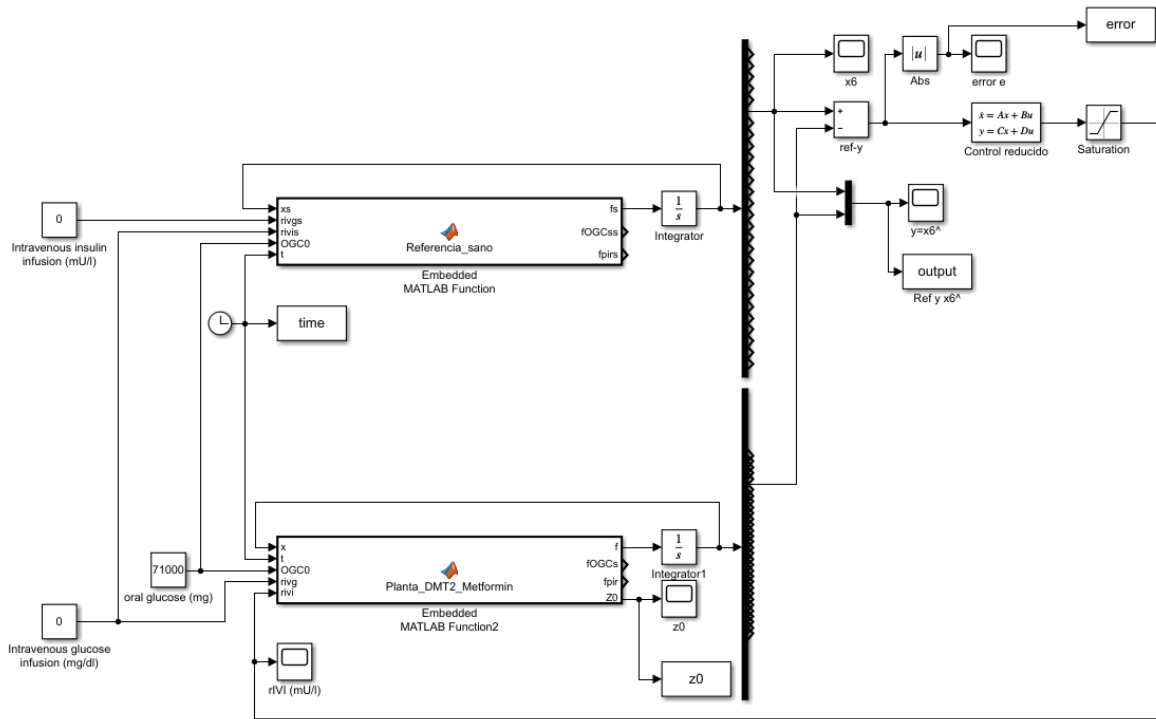 error
x6
|u|
Abs
error e
+
−
ref-y
ẋ = Ax + Bu
y = Cx + Du
Control reducido
Saturation
0
Intravenous insulin
infusion (mU/l)
xs
rivgs
rivis
OGC0
t
Referencia_sano
fs
fOGCss
fpirs
Embedded
MATLAB Function
1
s
Integrator
y=x6^
output
Ref y x6^
time
71000
oral glucose (mg)
0
Intravenous glucose
infusion (mg/dl)
x
t
OGC0
rivg
rivi
Planta_DMT2_Metformin
f
fOGCs
fpir
Z0
Embedded
MATLAB Function2
1
s
Integrator1
z0
z0
rIVI (mU/l)